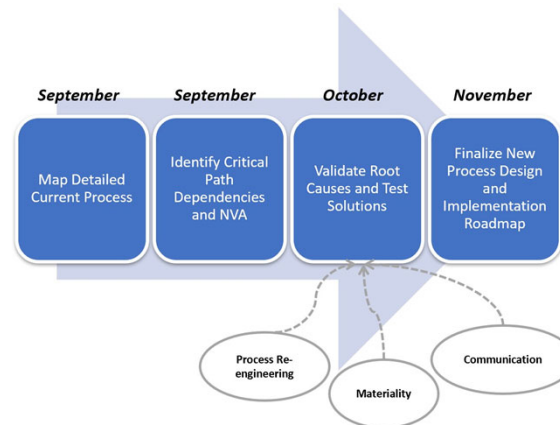 September
September
October
November
Map Detailed
Current Process
Identify Critical
Path
Dependencies
and NVA
Validate Root
Causes and Test
Solutions
Finalize New
Process Design
and
Implementation
Roadmap
Process Re-
engineering
Materiality
Communication